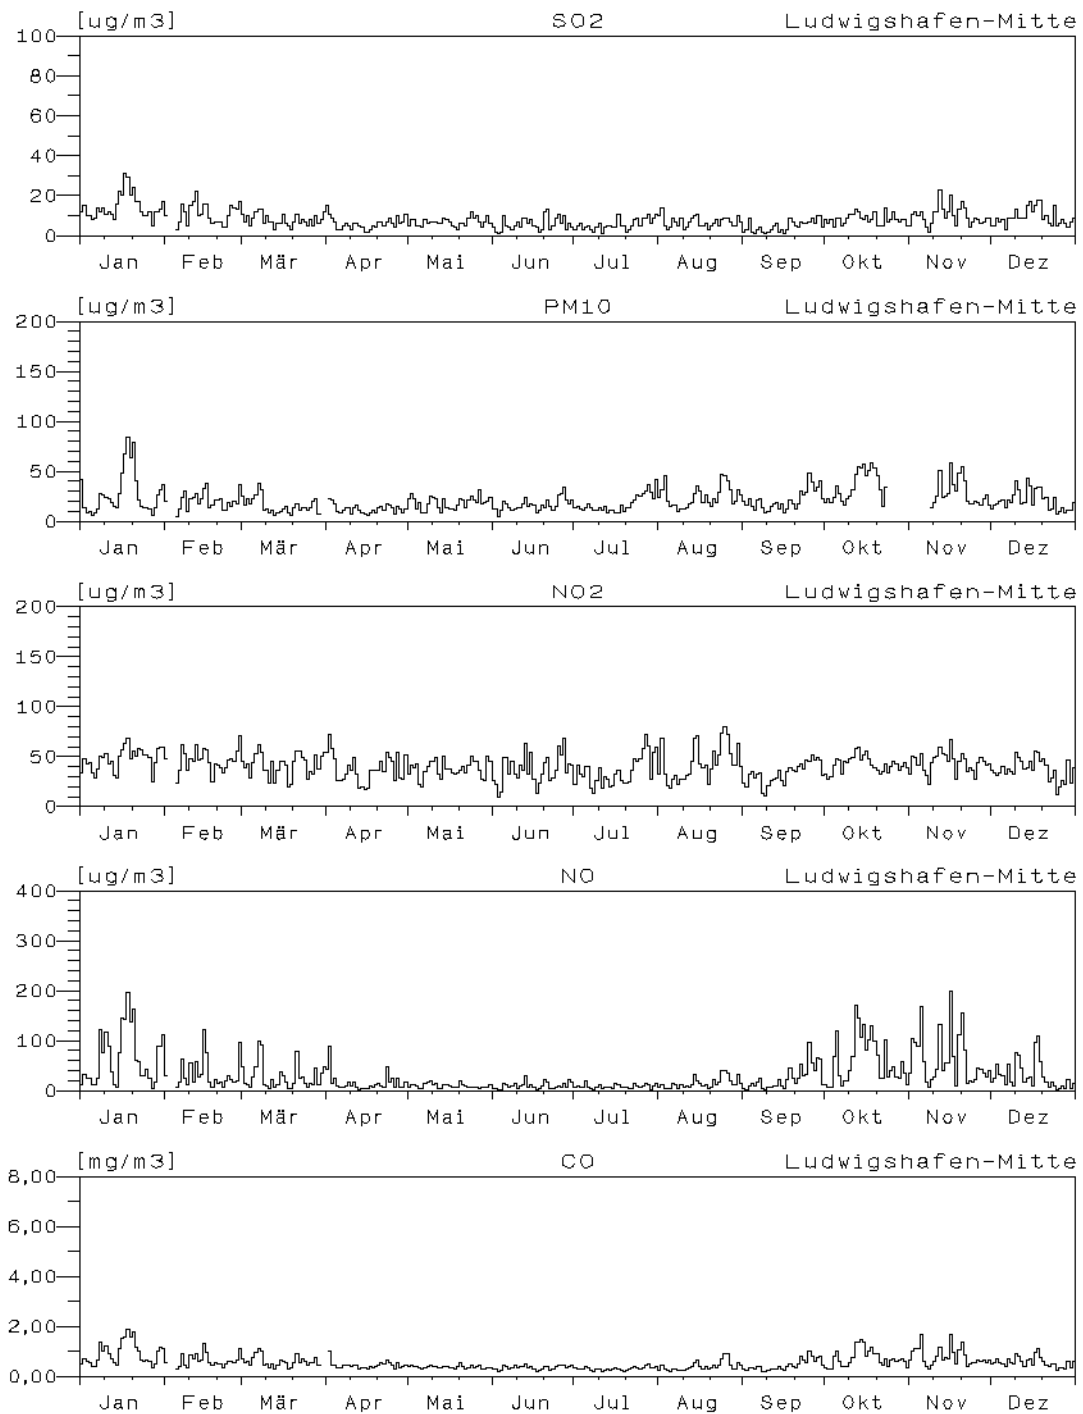 [ug/m3] SO2 Ludwigshafen-Mitte
100
80
60
40
20
0
Jan Feb Mär Apr Mai Jun Jul Aug Sep Okt Nov Dez
[ug/m3] PM10 Ludwigshafen-Mitte
200
150
100
50
0
Jan Feb Mär Apr Mai Jun Jul Aug Sep Okt Nov Dez
[ug/m3] NO2 Ludwigshafen-Mitte
200
150
100
50
0
Jan Feb Mär Apr Mai Jun Jul Aug Sep Okt Nov Dez
[ug/m3] NO Ludwigshafen-Mitte
400
300
200
100
0
Jan Feb Mär Apr Mai Jun Jul Aug Sep Okt Nov Dez
[mg/m3] CO Ludwigshafen-Mitte
8,00
6,00
4,00
2,00
0,00
Jan Feb Mär Apr Mai Jun Jul Aug Sep Okt Nov Dez